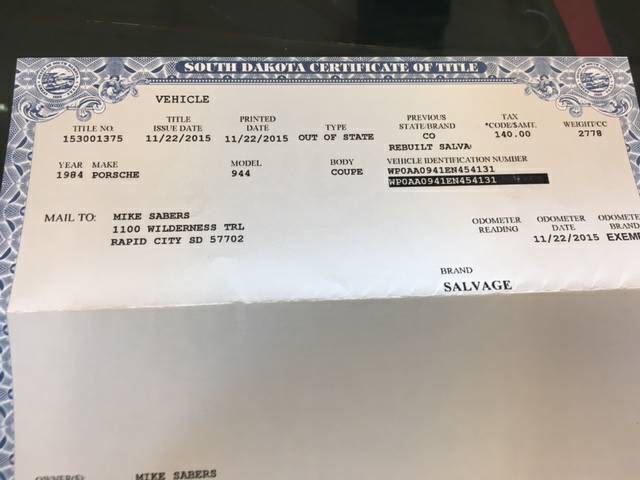 SOUTH DAKOTA CERTIFICATE OF TITLE
VEHICLE
TITLE NO. TITLE ISSUE DATE PRINTED DATE TYPE PREVIOUS STATE/BRAND TAX *CODE/$AMT. WEIGHT/CC
153001375 11/22/2015 11/22/2015 OUT OF STATE CO 140.00 2778
REBUILT SALVA
YEAR MAKE MODEL BODY VEHICLE IDENTIFICATION NUMBER
1984 PORSCHE 944 COUPE WP0AA0941EN454131
WP0AA0941EN454131
MAIL TO: MIKE SABERS
1100 WILDERNESS TRL
RAPID CITY SD 57702
ODOMETER READING ODOMETER DATE ODOMETE BRAND
11/22/2015 EXEM
BRAND
SALVAGE
OWNER(S) MIKE SABERS